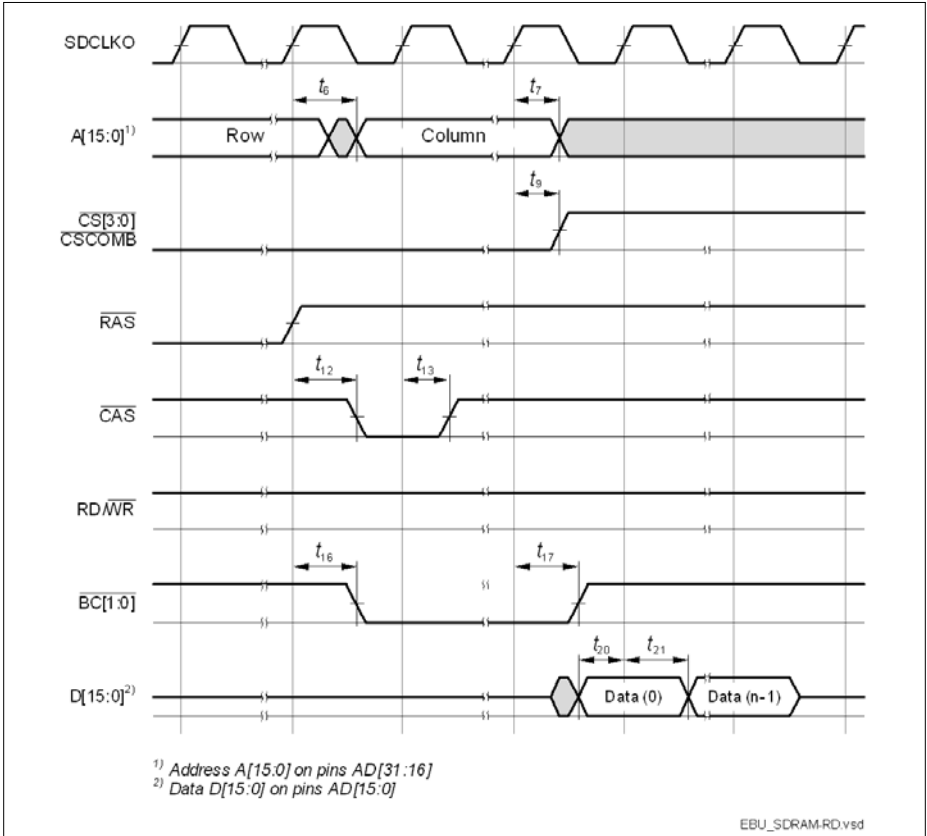 SDCLKO
t6 t7
A[15:0]1) Row Column
t9
CS[3:0]
CSCOMB
RAS
t12 t13
CAS
RD/WR
t16 t17
BC[1:0]
t20 t21
D[15:0]2) Data (0) Data (n-1)
1) Address A[15:0] on pins AD[31:16]
2) Data D[15:0] on pins AD[15:0]
EBU_SDRAM-RD.vsd